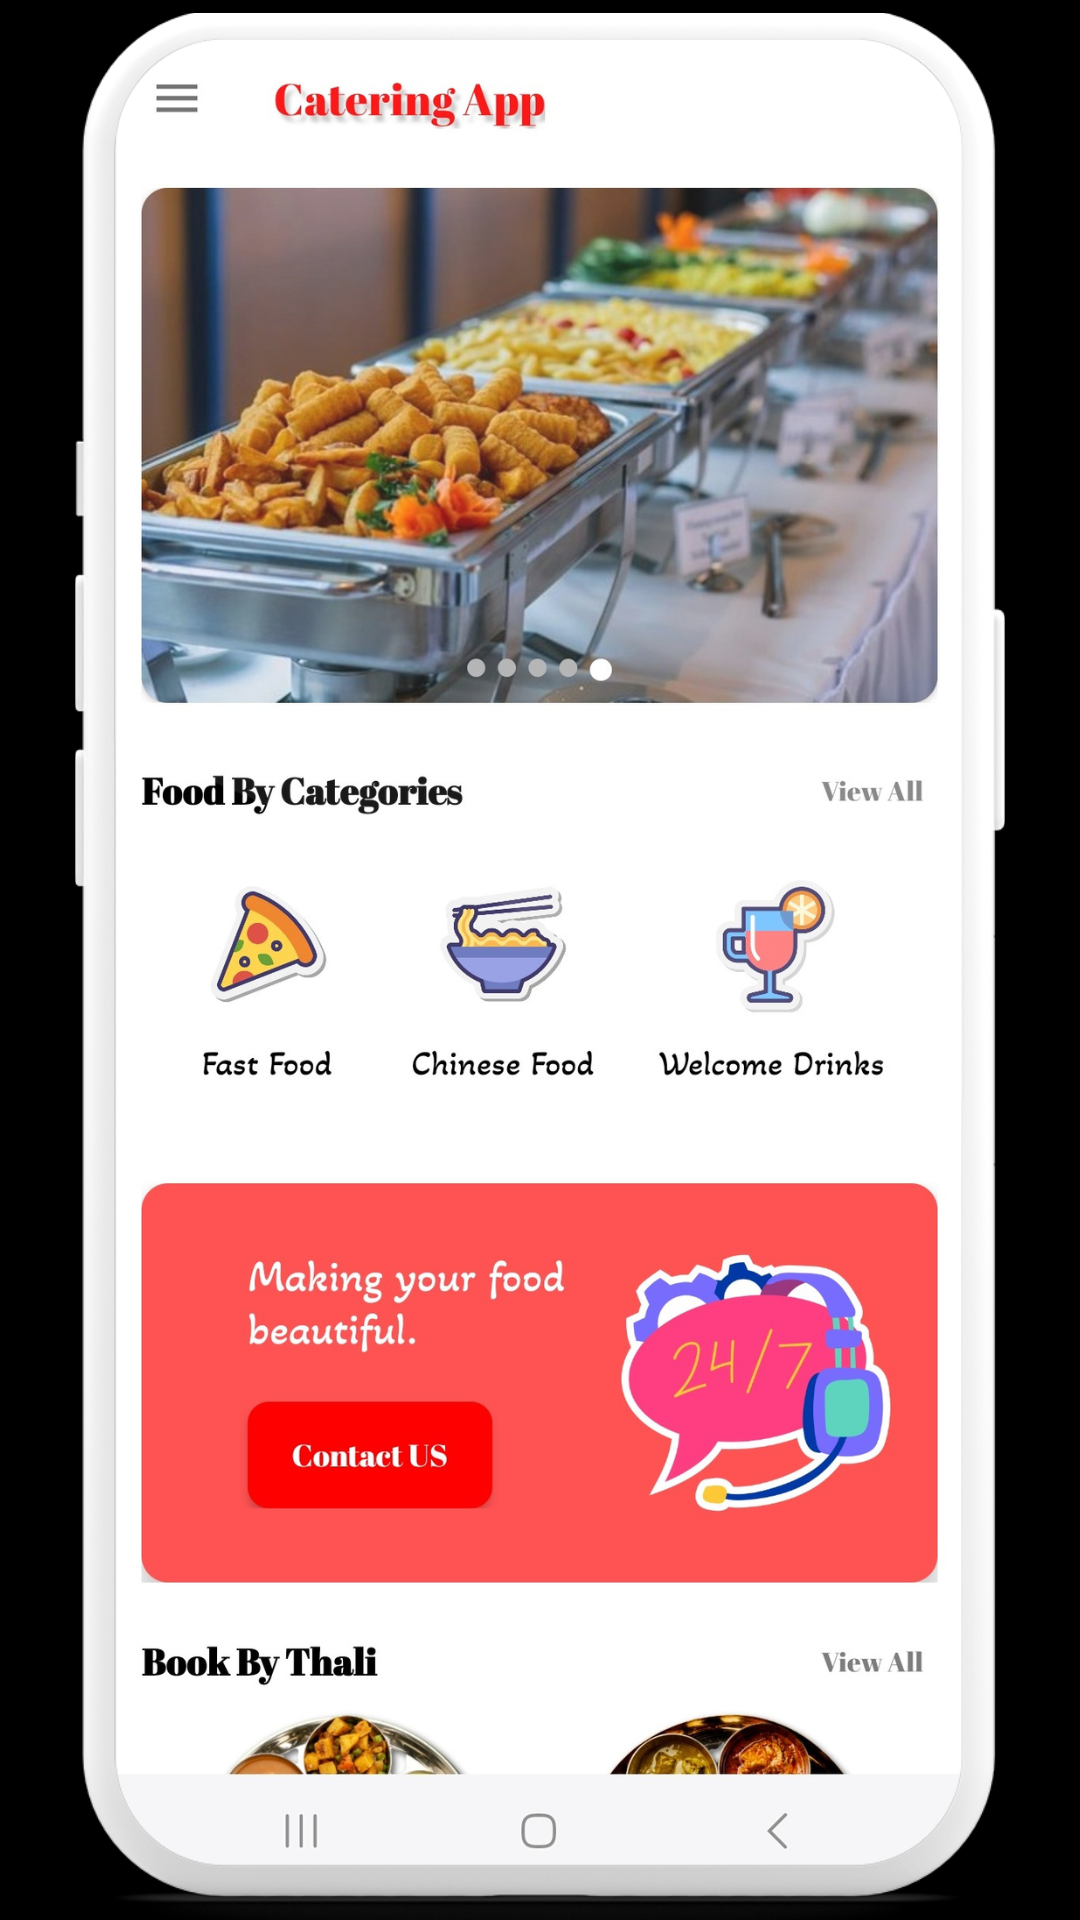 Catering App
Food By Categories
View All
Fast Food
Chinese Food
Welcome Drinks
Making your food
beautiful.
24/7
Contact US
Book By Thali
View All